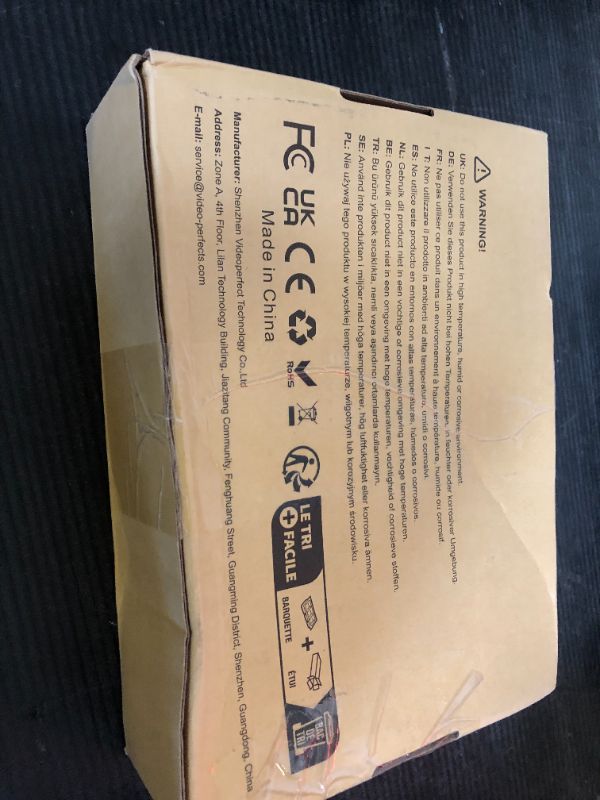 WARNING!
UK: Do not use this product in high temperature, humid or corrosive environment.
DE: Verwenden Sie dieses Produkt nicht bei hohen Temperaturen, in feuchter oder korrosiver Umgebung.
FR: Ne pas utiliser ce produit dans un environnement à haute température, humide ou corrosif.
I T: Non utilizzare il prodotto in ambienti ad alta temperatura, umidi o corrosivi.
ES: No utilice este producto en entornos con altas temperaturas, húmedos o corrosivos.
NL: Gebruik dit product niet in een vochtige of corrosieve omgeving met hoge temperaturen.
BE: Gebruik dit product niet in een omgeving met hoge temperaturen, vochtigheid of corrosieve stoffen.
TR: Bu ürünü yüksek sıcaklıkta, nemli veya aşındırıcı ortamlarda kullanmayın.
SE: Använd inte produkten i miljöer med höga temperaturer, hög luftfuktighet eller korrosiva ämnen.
PL: Nie używaj tego produktu w wysokiej temperaturze, wilgotnym lub korozyjnym środowisku.
FC UK CA CE RoHS
LE TRI
+ FACILE
BARQUETTE
+
ÉTUI
BAC
DE
TRI
Made in China
Manufacturer: Shenzhen Videoperfect Technology Co.,Ltd
Address: Zone A, 4th Floor, Lilan Technology Building, Jiazitang Community, Fenghuang Street, Guangming District, Shenzhen, Guangdong, China
E-mail: service@video-perfects.com